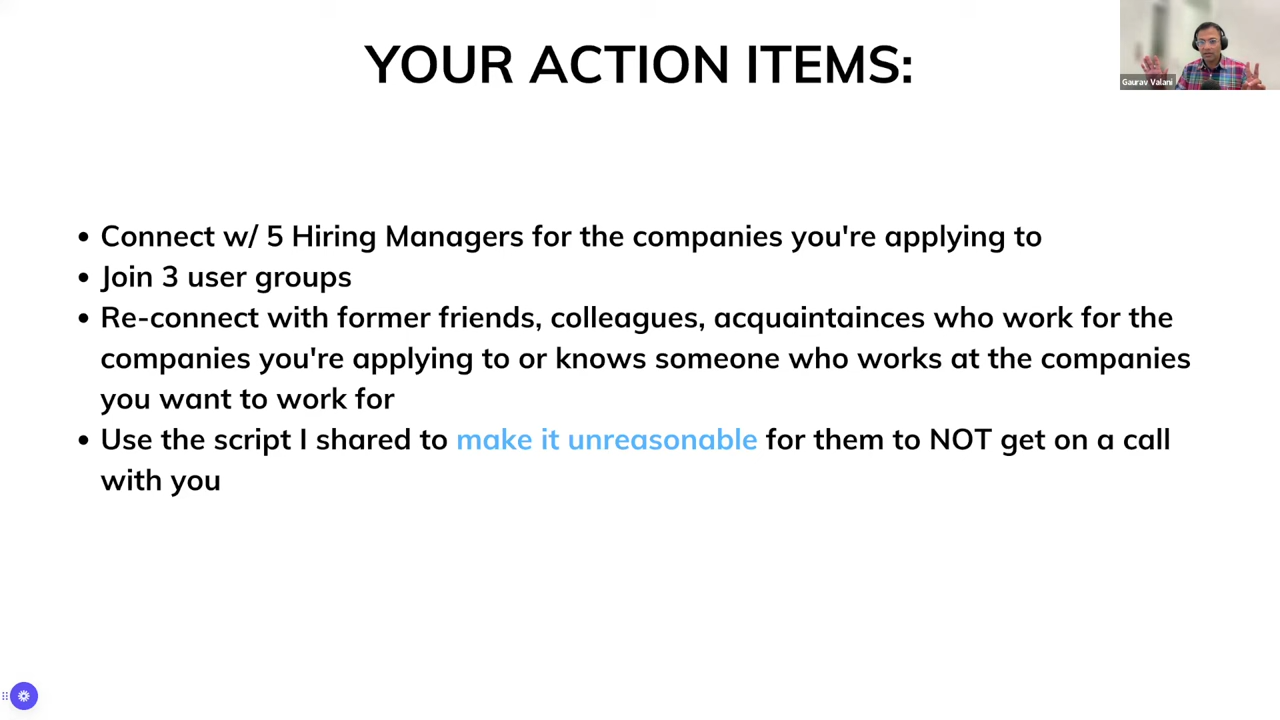 YOUR ACTION ITEMS:
Gaurav Valani
• Connect w/ 5 Hiring Managers for the companies you're applying to
• Join 3 user groups
• Re-connect with former friends, colleagues, acquaintainces who work for the
companies you're applying to or knows someone who works at the companies
you want to work for
• Use the script I shared to make it unreasonable for them to NOT get on a call
with you